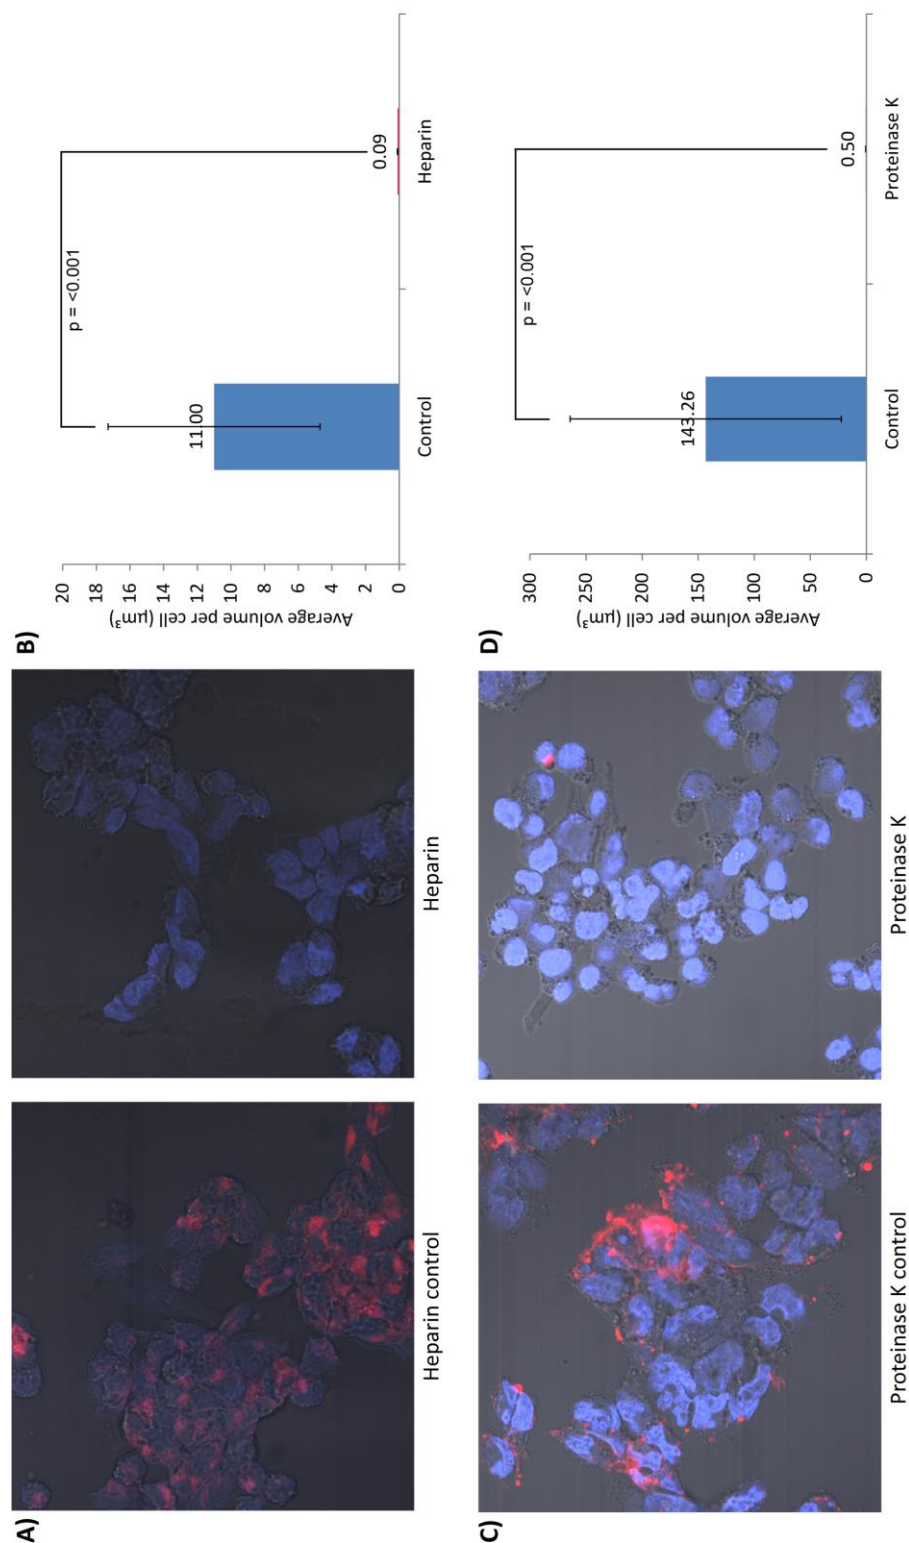 A)
Heparin control
Heparin
B)
Average volume per cell (µm³)
20
18
16
14
12
10
8
6
4
2
0
p = <0.001
11.00
0.09
Control
Heparin
C)
Proteinase K control
Proteinase K
D)
Average volume per cell (µm³)
300
250
200
150
100
50
0
p = <0.001
143.26
0.50
Control
Proteinase K